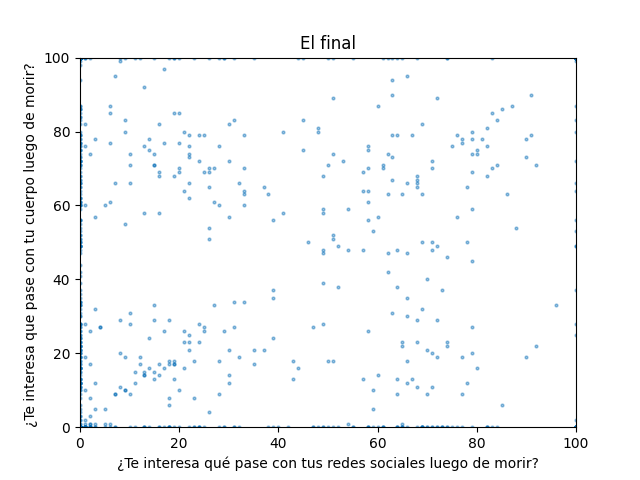 El final
¿Te interesa que pase con tu cuerpo luego de morir?
100
80
60
40
20
0
0 20 40 60 80 100
¿Te interesa qué pase con tus redes sociales luego de morir?